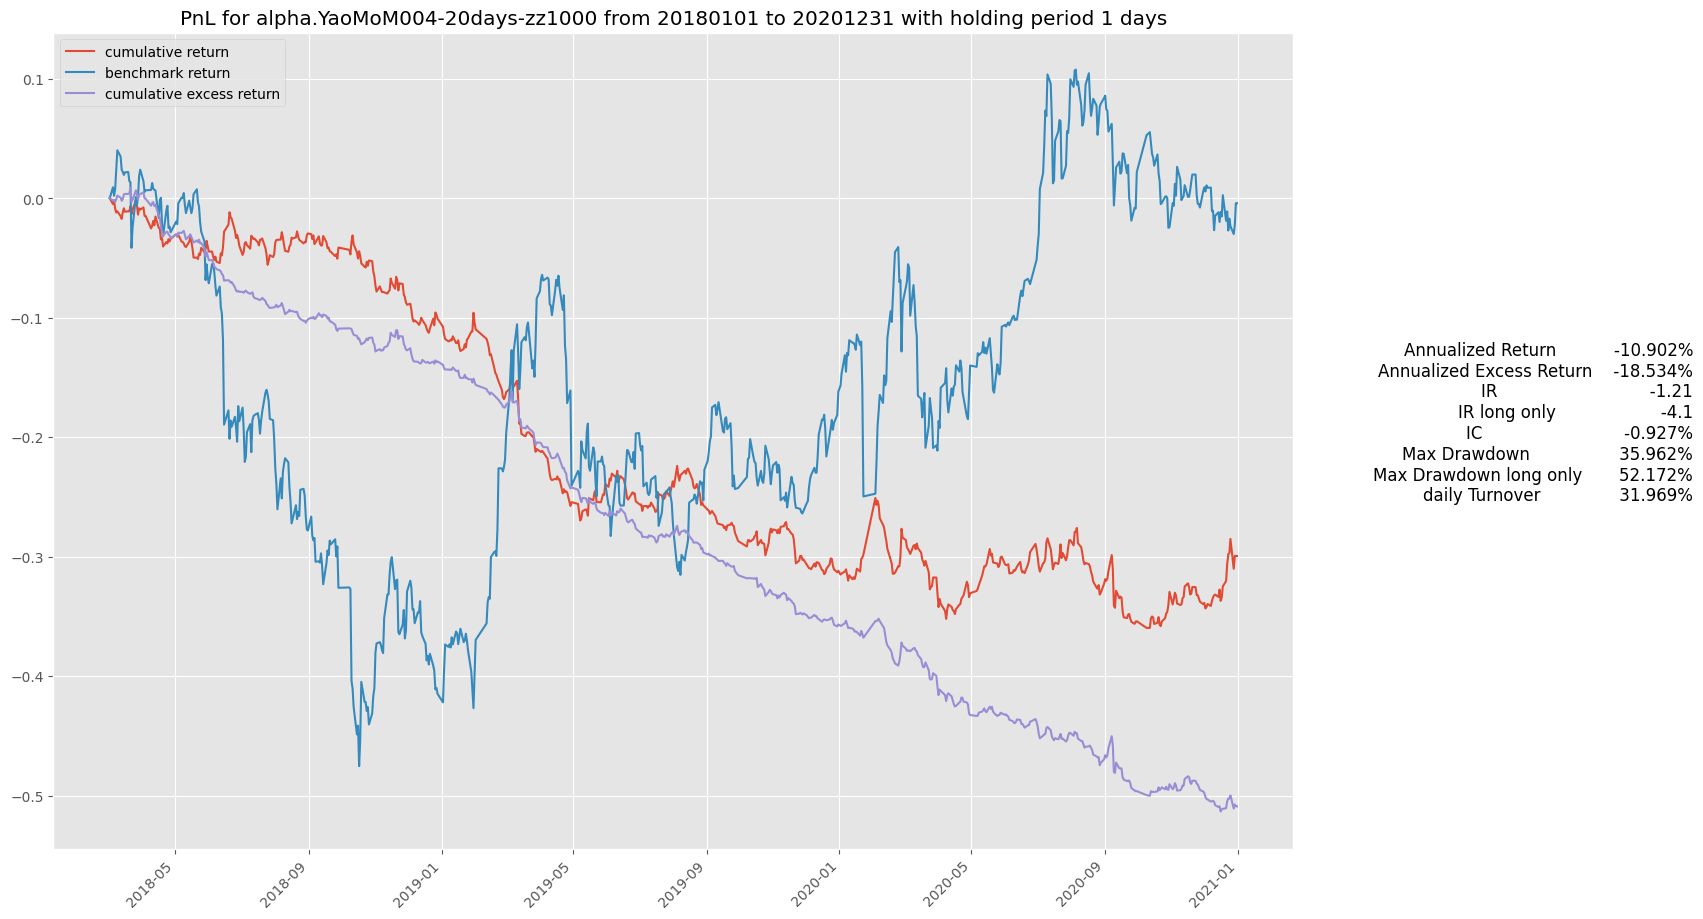 PnL for alpha.YaoMoM004-20days-zz1000 from 20180101 to 20201231 with holding period 1 days
cumulative return
benchmark return
cumulative excess return
0.1
0.0
−0.1
−0.2
−0.3
−0.4
−0.5
2018-05
2018-09
2019-01
2019-05
2019-09
2020-01
2020-05
2020-09
2021-01
Annualized Return -10.902%
Annualized Excess Return -18.534%
IR -1.21
IR long only -4.1
IC -0.927%
Max Drawdown 35.962%
Max Drawdown long only 52.172%
daily Turnover 31.969%